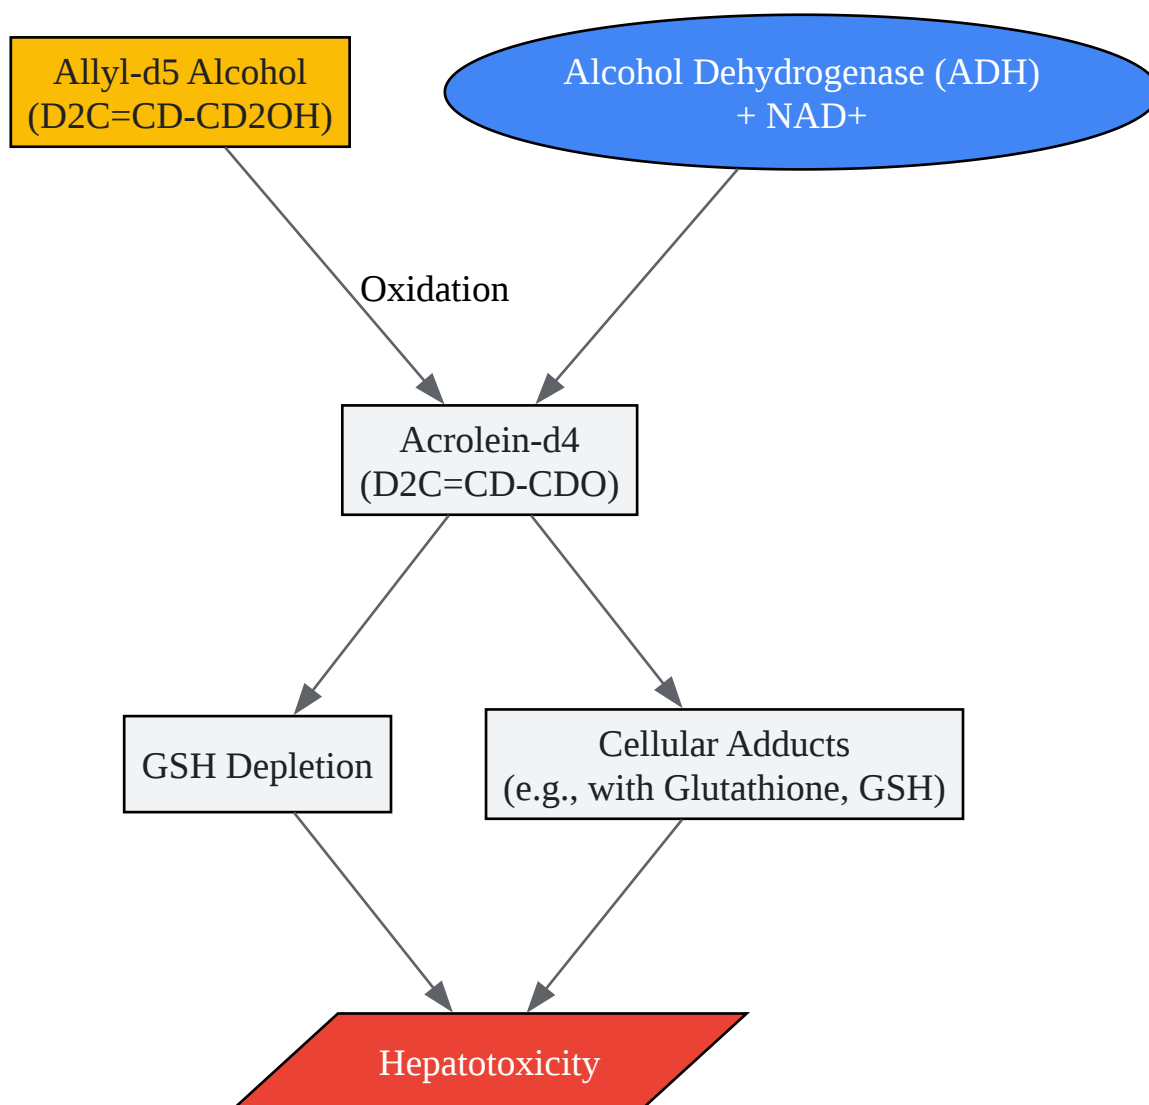 Allyl-d5 Alcohol
(D2C=CD-CD2OH)
Alcohol Dehydrogenase (ADH)
+ NAD+
Oxidation
Acrolein-d4
(D2C=CD-CDO)
GSH Depletion
Cellular Adducts
(e.g., with Glutathione, GSH)
Hepatotoxicity